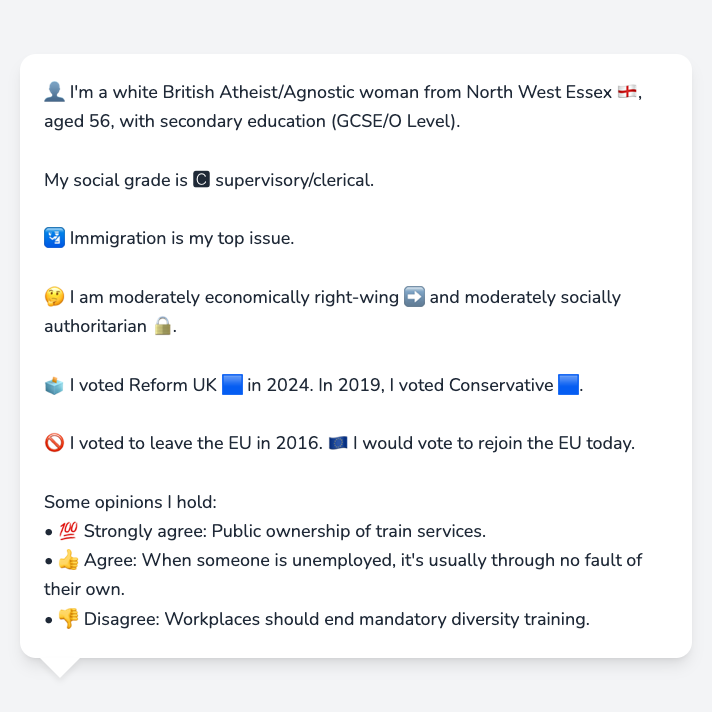 👤 I'm a white British Atheist/Agnostic woman from North West Essex 🏴󠁧󠁢󠁥󠁮󠁧󠁿,
aged 56, with secondary education (GCSE/O Level).
My social grade is 🅲 supervisory/clerical.
🛂 Immigration is my top issue.
🤔 I am moderately economically right-wing ➡️ and moderately socially
authoritarian 🔒.
🗳️ I voted Reform UK 🟦 in 2024. In 2019, I voted Conservative 🟦.
🚫 I voted to leave the EU in 2016. 🇪🇺 I would vote to rejoin the EU today.
Some opinions I hold:
• 💯 Strongly agree: Public ownership of train services.
• 👍 Agree: When someone is unemployed, it's usually through no fault of
their own.
• 👎 Disagree: Workplaces should end mandatory diversity training.